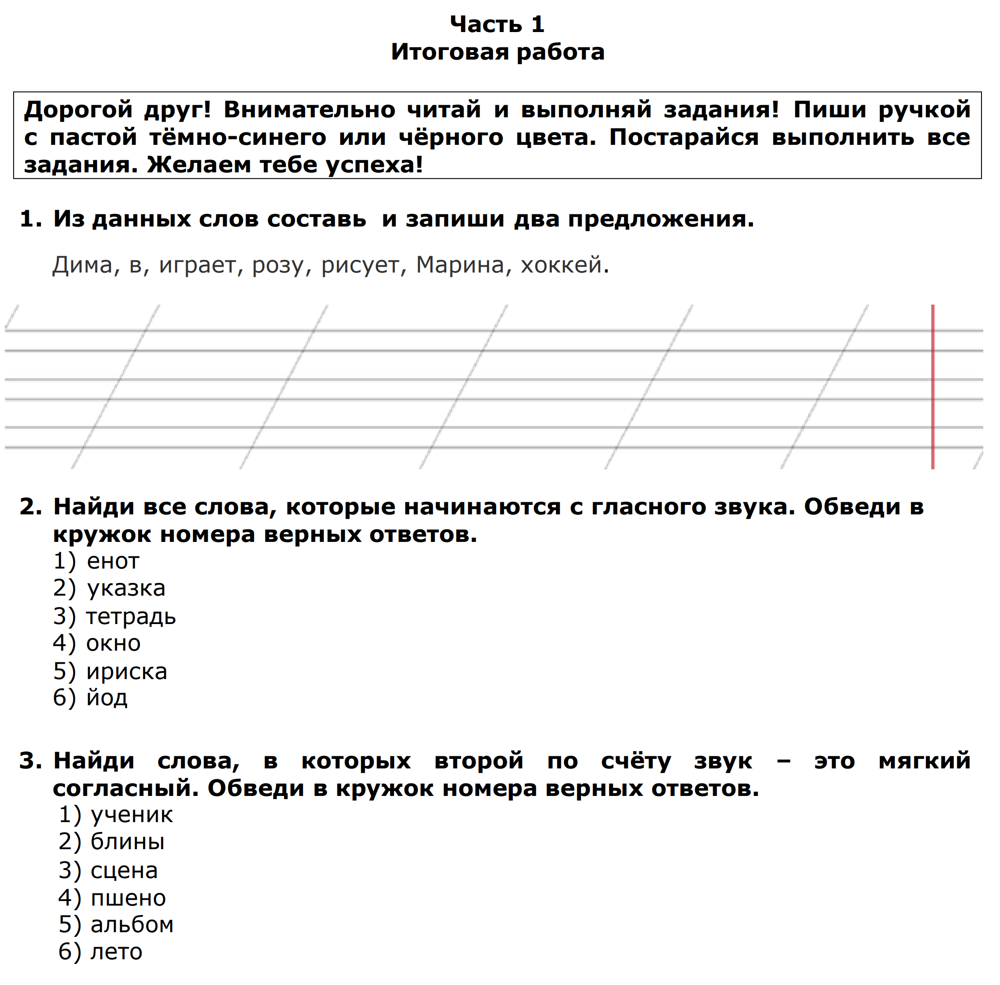 Часть 1
Итоговая работа
Дорогой друг! Внимательно читай и выполняй задания! Пиши ручкой
с пастой тёмно-синего или чёрного цвета. Постарайся выполнить все
задания. Желаем тебе успеха!
1. Из данных слов составь и запиши два предложения.
Дима, в, играет, розу, рисует, Марина, хоккей.
2. Найди все слова, которые начинаются с гласного звука. Обведи в
кружок номера верных ответов.
1) енот
2) указка
3) тетрадь
4) окно
5) ириска
6) йод
3. Найди слова, в которых второй по счёту звук – это мягкий
согласный. Обведи в кружок номера верных ответов.
1) ученик
2) блины
3) сцена
4) пшено
5) альбом
6) лето